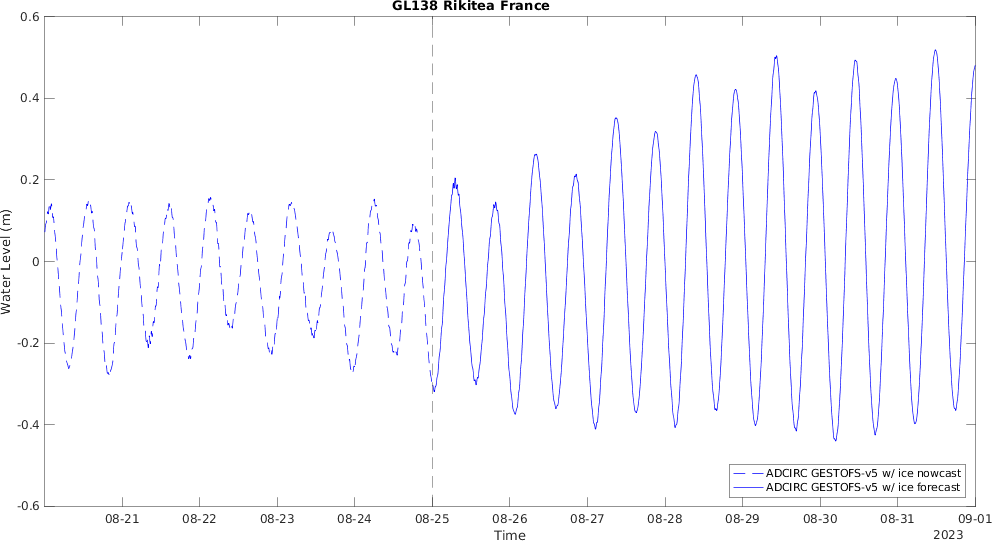 GL138 Rikitea France
0.6
0.4
0.2
0
-0.2
-0.4
-0.6
Water Level (m)
ADCIRC GESTOFS-v5 w/ ice nowcast
ADCIRC GESTOFS-v5 w/ ice forecast
08-21 08-22 08-23 08-24 08-25 08-26 08-27 08-28 08-29 08-30 08-31 09-01
Time
2023